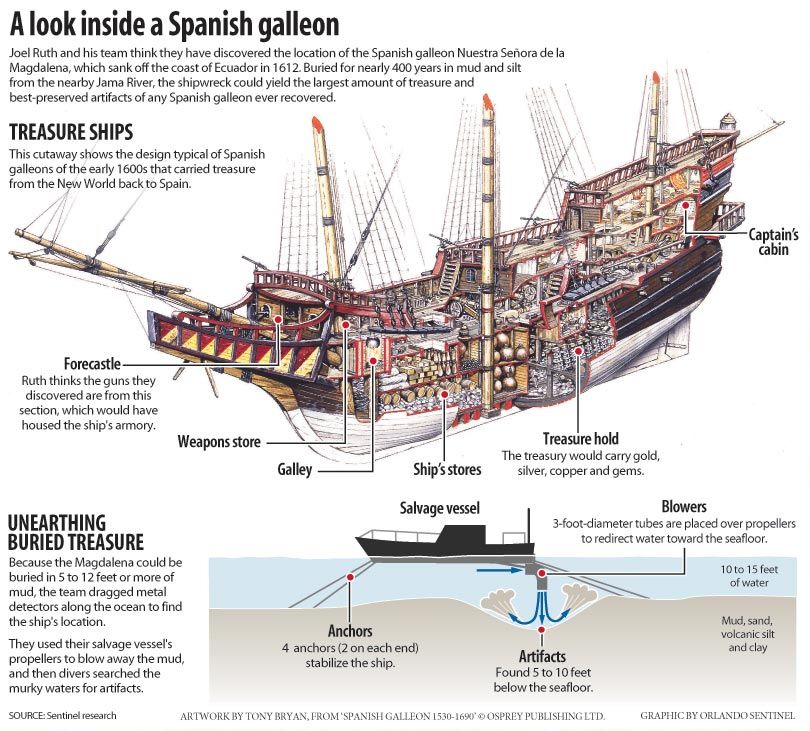 A look inside a Spanish galleon
Joel Ruth and his team think they have discovered the location of the Spanish galleon Nuestra Señora de la
Magdalena, which sank off the coast of Ecuador in 1612. Buried for nearly 400 years in mud and silt
from the nearby Jama River, the shipwreck could yield the largest amount of treasure and
best-preserved artifacts of any Spanish galleon ever recovered.
TREASURE SHIPS
This cutaway shows the design typical of Spanish
galleons of the early 1600s that carried treasure
from the New World back to Spain.
Captain's
cabin
Forecastle
Ruth thinks the guns they
discovered are from this
section, which would have
housed the ship's armory.
Weapons store
Galley
Ship's stores
Treasure hold
The treasury would carry gold,
silver, copper and gems.
UNEARTHING
BURIED TREASURE
Because the Magdalena could be
buried in 5 to 12 feet or more of
mud, the team dragged metal
detectors along the ocean to find
the ship's location.
They used their salvage vessel's
propellers to blow away the mud,
and then divers searched the
murky waters for artifacts.
Salvage vessel
Blowers
3-foot-diameter tubes are placed over propellers
to redirect water toward the seafloor.
10 to 15 feet
of water
Anchors
4 anchors (2 on each end)
stabilize the ship.
Artifacts
Found 5 to 10 feet
below the seafloor.
Mud, sand,
volcanic silt
and clay
SOURCE: Sentinel research
ARTWORK BY TONY BRYAN, FROM 'SPANISH GALLEON 1530-1690' © OSPREY PUBLISHING LTD.
GRAPHIC BY ORLANDO SENTINEL